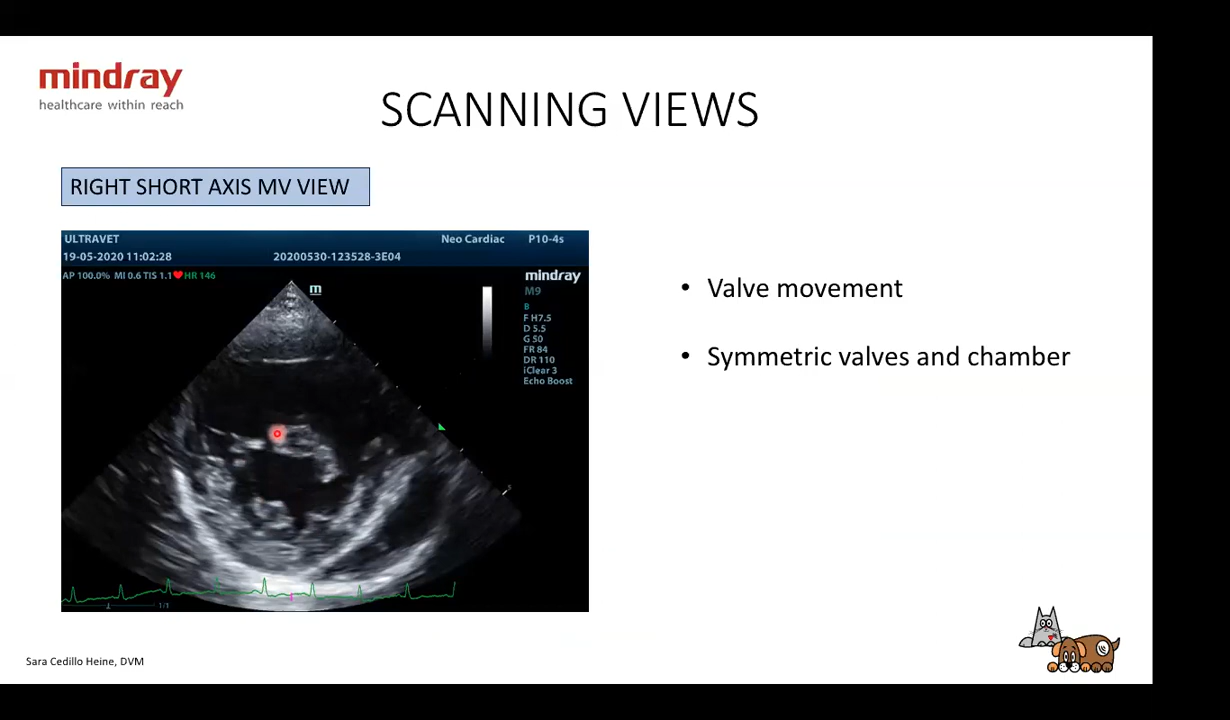 mindray
healthcare within reach
SCANNING VIEWS
RIGHT SHORT AXIS MV VIEW
ULTRAVET
Neo Cardiac
P10-4s
19-05-2020 11:02:28
20200530-123528-3E04
AP 100.0% MI 0.6 TIS 1.1 HR 146
m
mindray
M9
B
F H7.5
D 5.5
G 50
FR 84
DR 110
iClear 3
Echo Boost
5
1/1
• Valve movement
• Symmetric valves and chamber
Sara Cedillo Heine, DVM